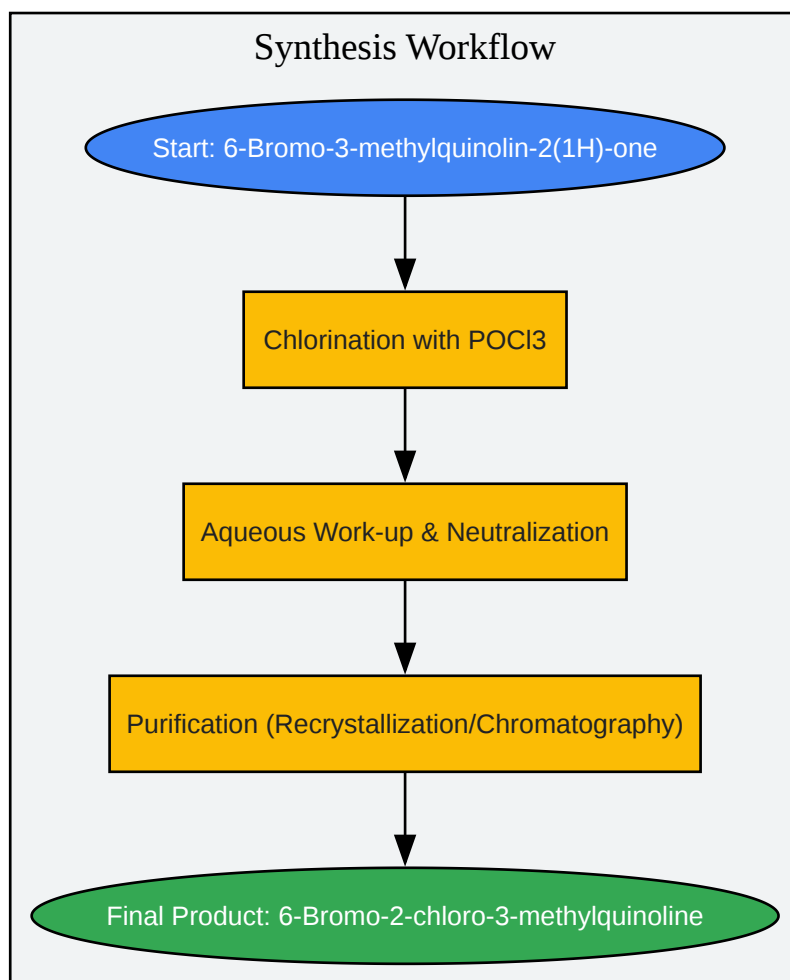 Synthesis Workflow
Start: 6-Bromo-3-methylquinolin-2(1H)-one
Chlorination with POCl3
Aqueous Work-up & Neutralization
Purification (Recrystallization/Chromatography)
Final Product: 6-Bromo-2-chloro-3-methylquinoline